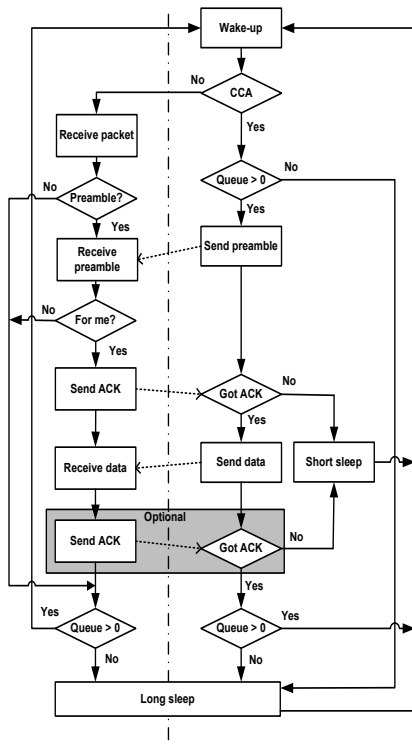 Wake-up
No
CCA
Receive packet
Yes
No
Preamble?
Queue > 0
No
Yes
Yes
Receive
preamble
Send preamble
No
For me?
Yes
Send ACK
Got ACK
No
Yes
Receive data
Send data
Short sleep
Optional
Send ACK
Got ACK
No
Yes
Yes
Queue > 0
Queue > 0
Yes
No
No
Long sleep